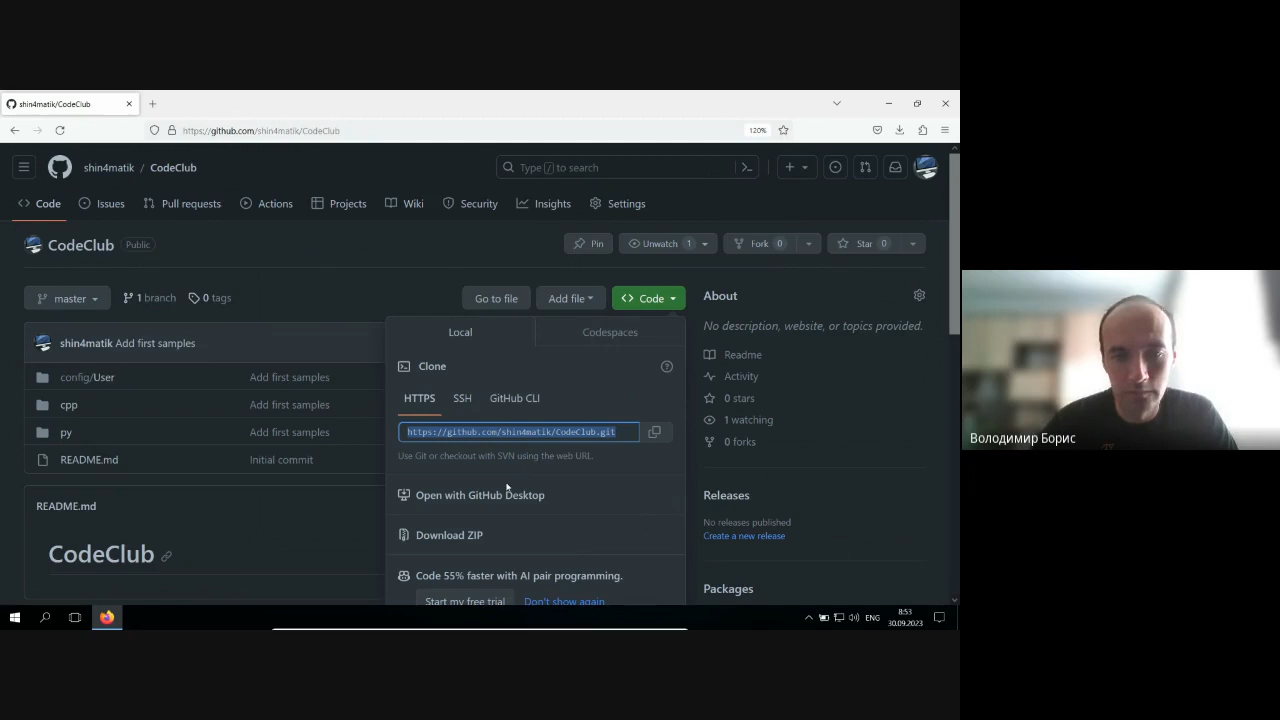 shin4matik/CodeClub
https://github.com/shin4matik/CodeClub
120%
shin4matik / CodeClub
Type / to search
Code Issues Pull requests Actions Projects Wiki Security Insights Settings
CodeClub Public
Pin Unwatch 1 Fork 0 Star 0
master 1 branch 0 tags Go to file Add file Code
About
No description, website, or topics provided.
Readme
Activity
0 stars
1 watching
0 forks
shin4matik Add first samples
config/User Add first samples
cpp Add first samples
py Add first samples
README.md Initial commit
Local Codespaces
Clone
HTTPS SSH GitHub CLI
https://github.com/shin4matik/CodeClub.git
Use Git or checkout with SVN using the web URL.
Open with GitHub Desktop
Download ZIP
Code 55% faster with AI pair programming.
Start my free trial Don't show again
README.md
CodeClub
Releases
No releases published
Create a new release
Packages
ENG
8:53
30.09.2023
Володимир Борис